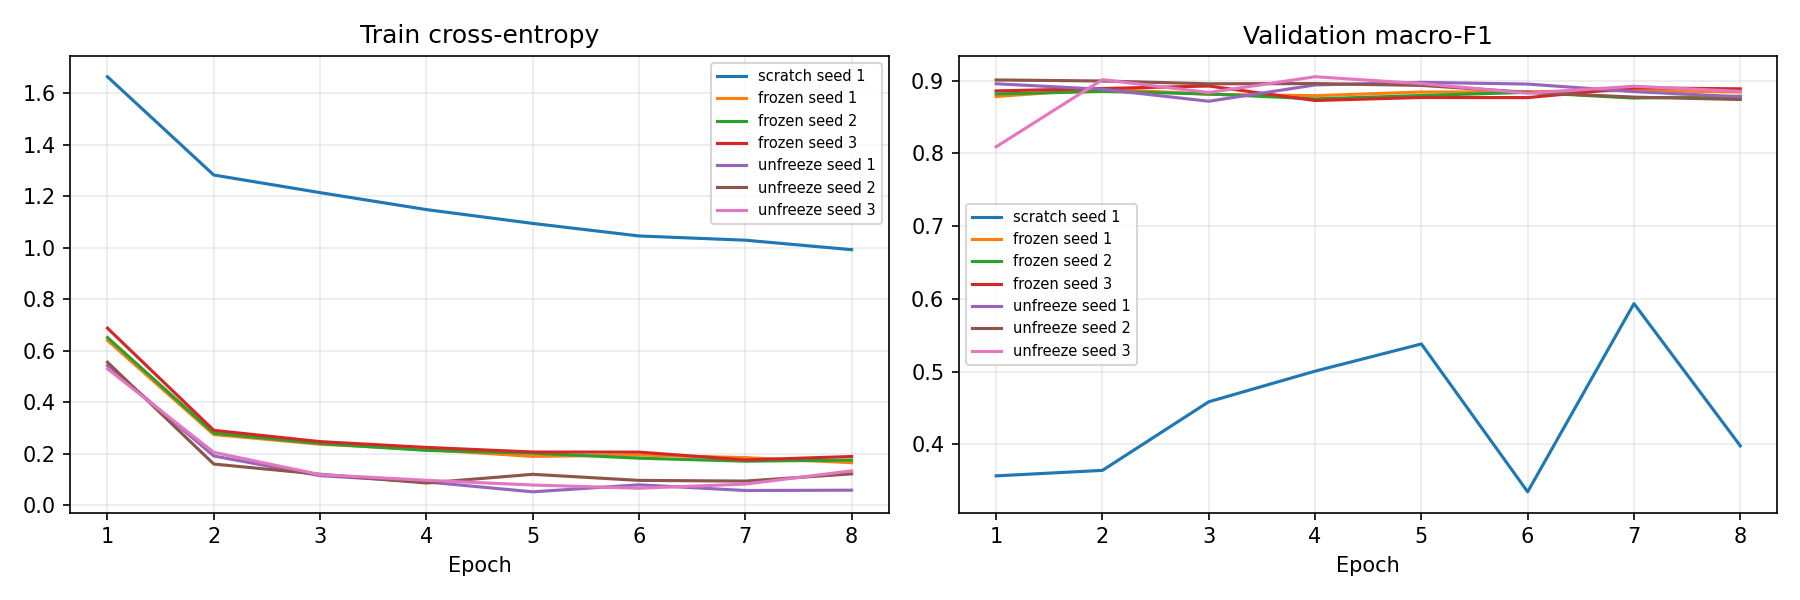 Train cross-entropy
1.6
1.4
1.2
1.0
0.8
0.6
0.4
0.2
0.0
scratch seed 1
frozen seed 1
frozen seed 2
frozen seed 3
unfreeze seed 1
unfreeze seed 2
unfreeze seed 3
1 2 3 4 5 6 7 8
Epoch
Validation macro-F1
0.9
0.8
0.7
0.6
0.5
0.4
scratch seed 1
frozen seed 1
frozen seed 2
frozen seed 3
unfreeze seed 1
unfreeze seed 2
unfreeze seed 3
1 2 3 4 5 6 7 8
Epoch